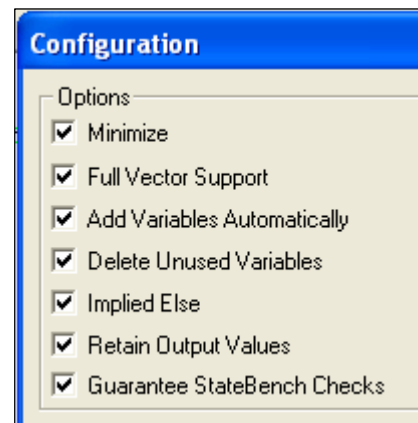 Configuration
Options
Minimize
Full Vector Support
Add Variables Automatically
Delete Unused Variables
Implied Else
Retain Output Values
Guarantee StateBench Checks